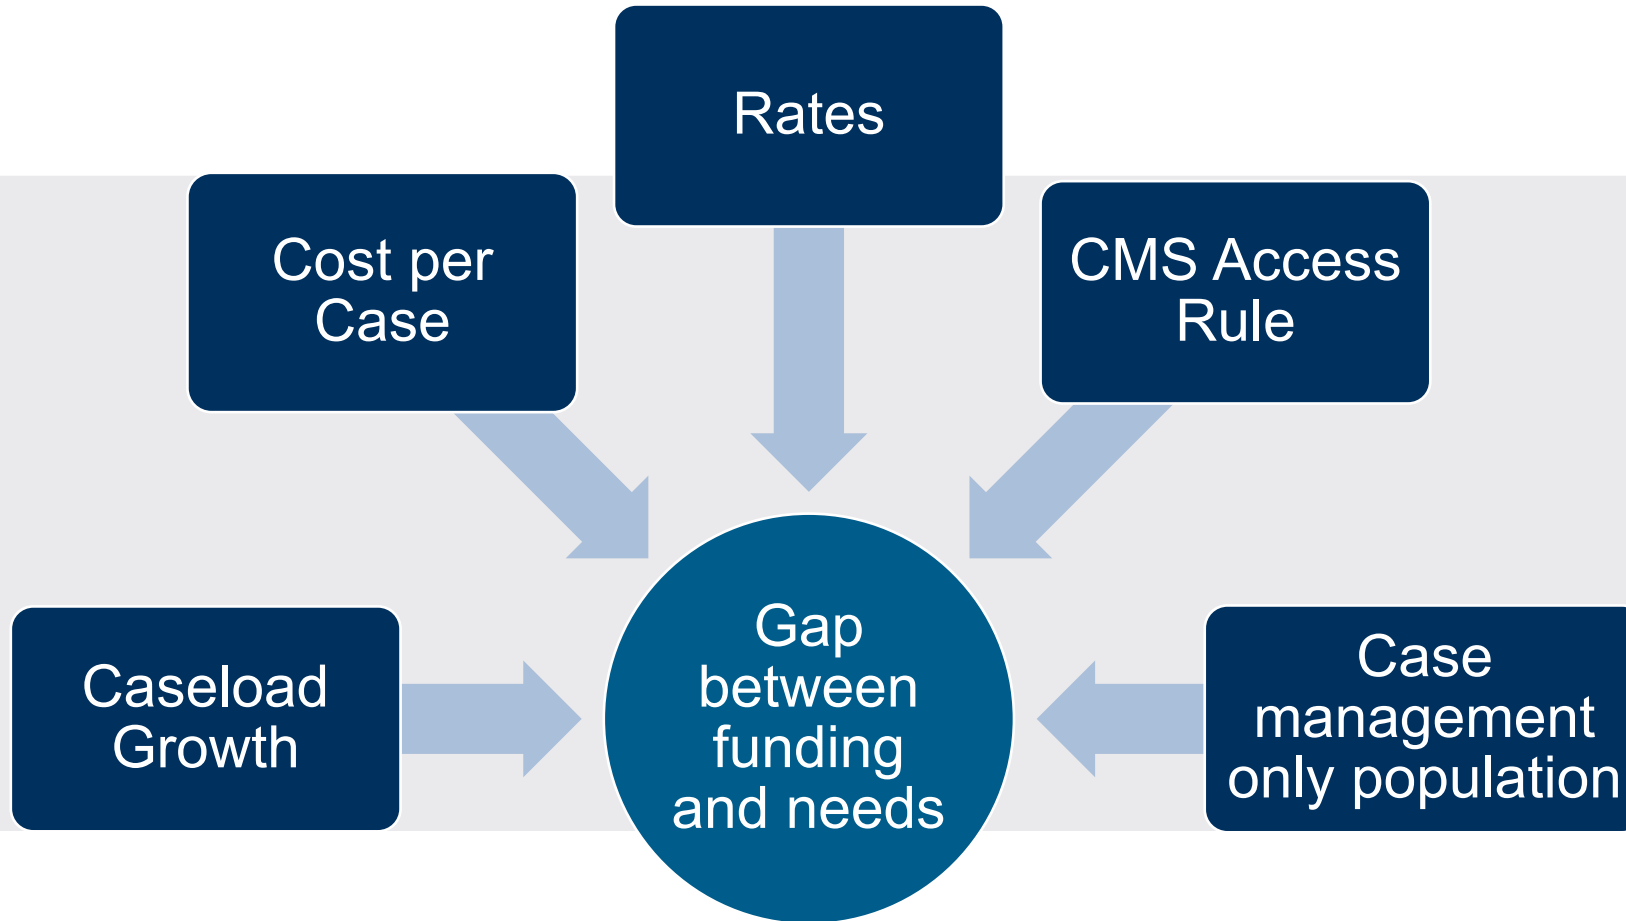 Rates
Cost per
Case
CMS Access
Rule
Caseload
Growth
Gap
between
funding
and needs
Case
management
only population